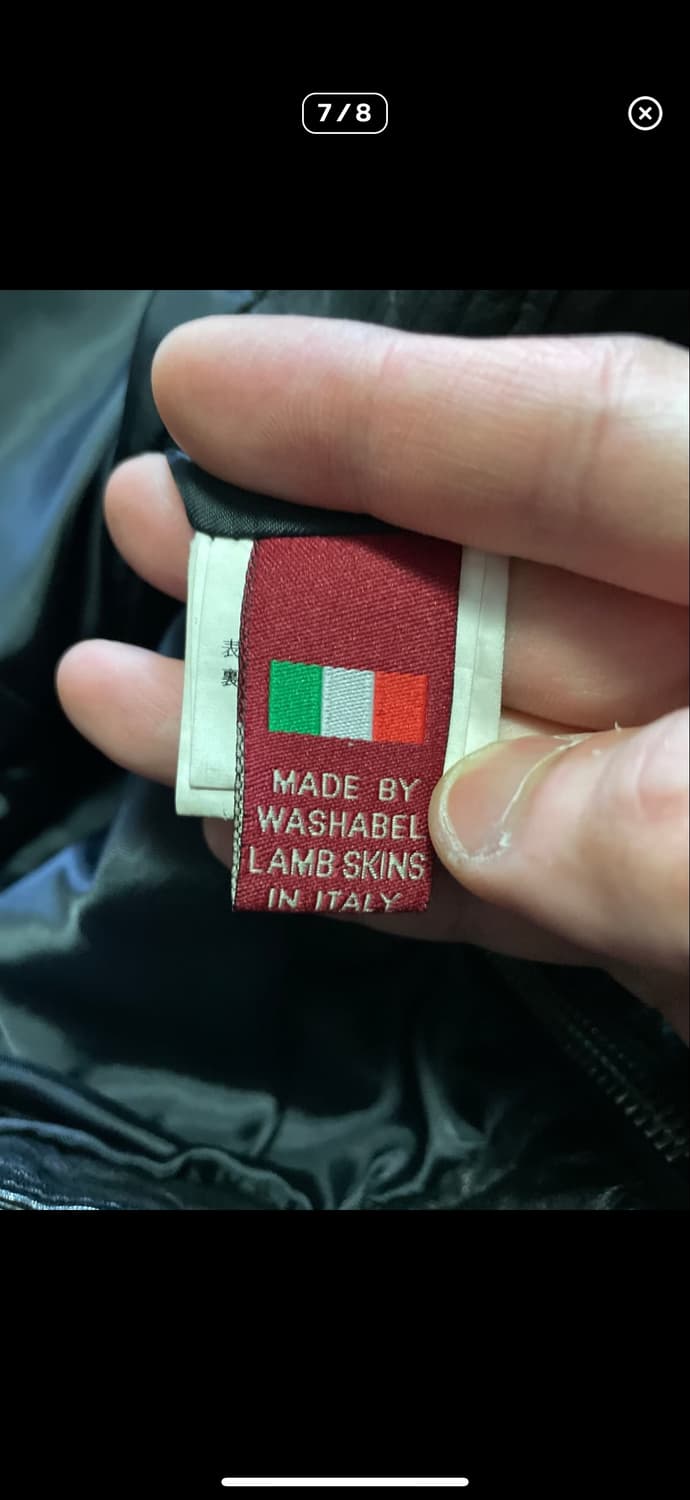 7/8
表
裏
MADE BY
WASHABEL
LAMB SKINS
IN ITALY